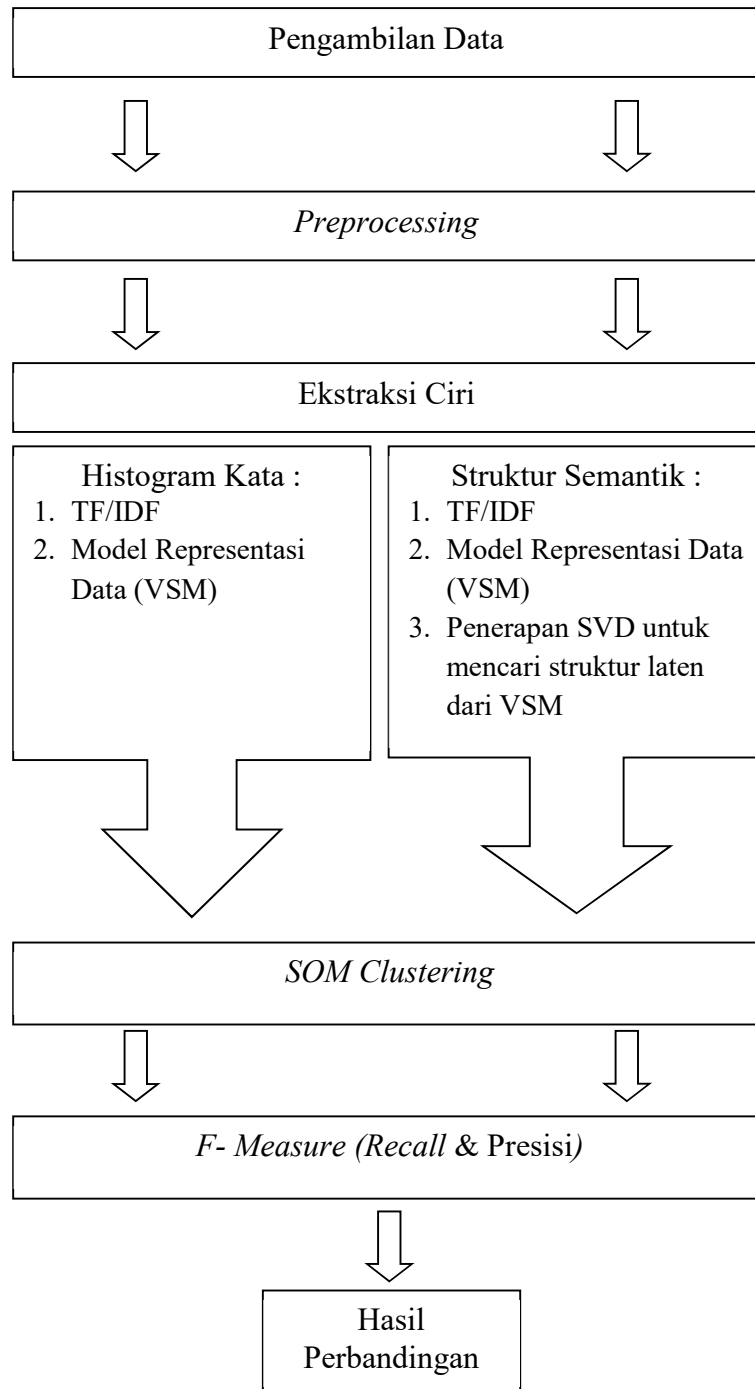 Pengambilan Data
Preprocessing
Ekstraksi Ciri
Histogram Kata :
1. TF/IDF
2. Model Representasi
Data (VSM)
Struktur Semantik :
1. TF/IDF
2. Model Representasi Data
(VSM)
3. Penerapan SVD untuk
mencari struktur laten
dari VSM
SOM Clustering
F- Measure (Recall & Presisi)
Hasil
Perbandingan